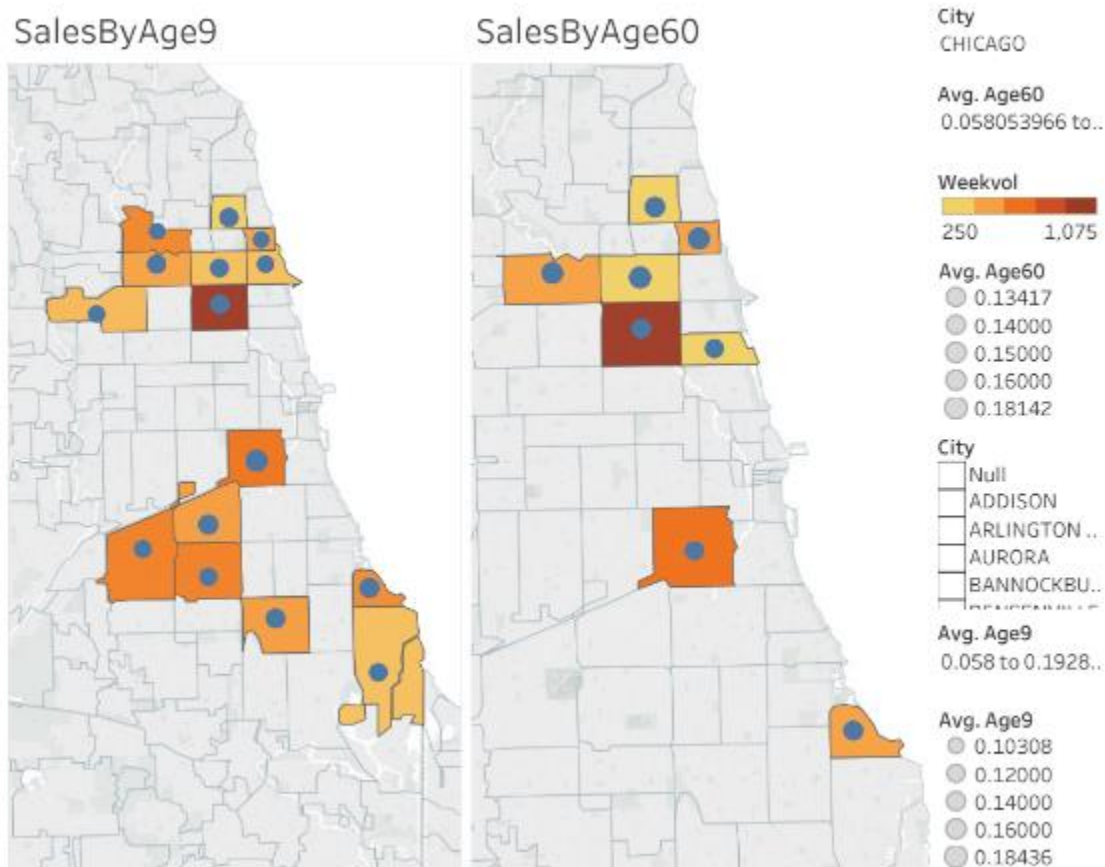 SalesByAge9
SalesByAge60
City
CHICAGO
Avg. Age60
0.058053966 to..
Weekvol
250 1,075
Avg. Age60
0.13417
0.14000
0.15000
0.16000
0.18142
City
Null
ADDISON
ARLINGTON ..
AURORA
BANNOCKBU..
BENSENVILLE
Avg. Age9
0.058 to 0.1928..
Avg. Age9
0.10308
0.12000
0.14000
0.16000
0.18436